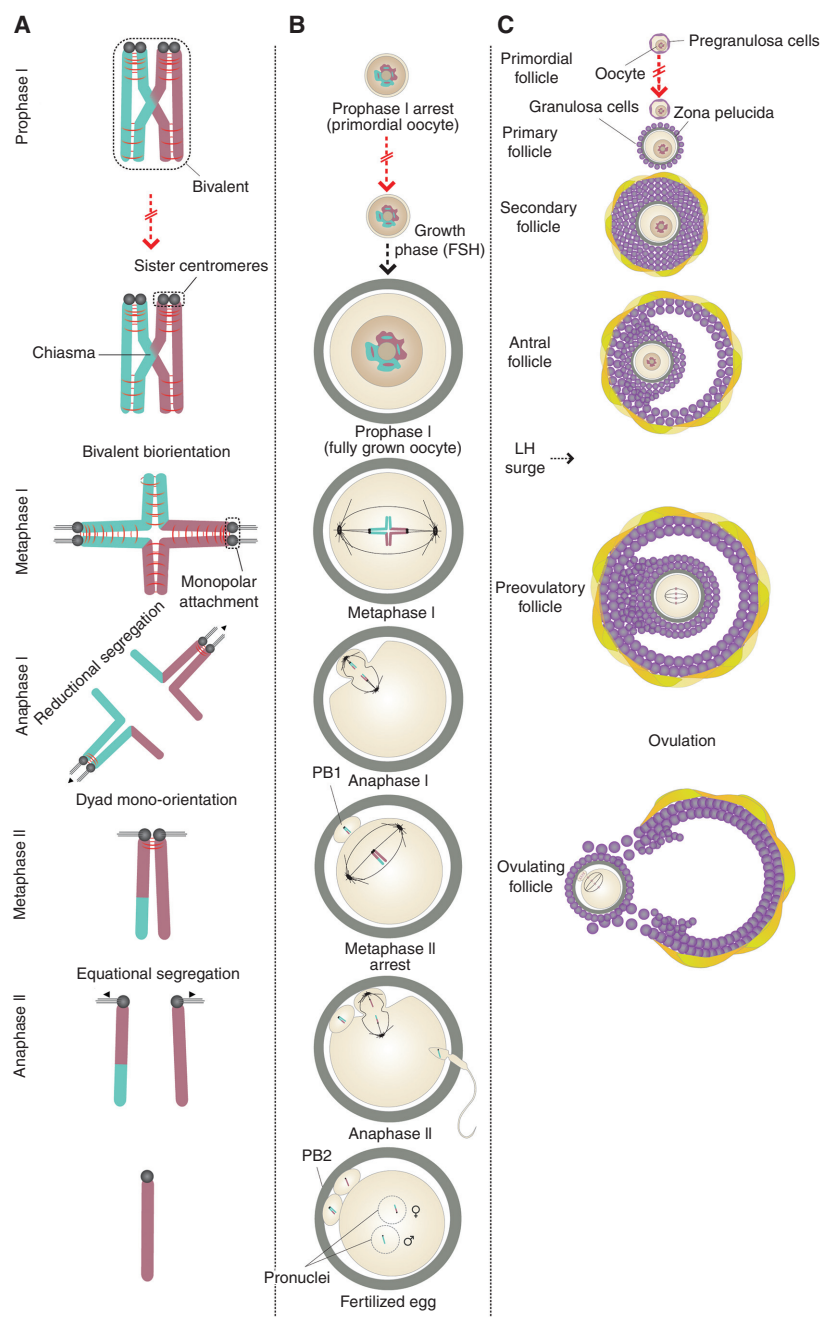 A
Prophase I
Bivalent
Sister centromeres
Chiasma
Bivalent biorientation
Metaphase I
Monopolar
attachment
Reductional segregation
Anaphase I
Dyad mono-orientation
Metaphase II
Equational segregation
Anaphase II
B
Prophase I arrest
(primordial oocyte)
Growth
phase (FSH)
Prophase I
(fully grown oocyte)
Metaphase I
Anaphase I
PB1
Metaphase II
arrest
Anaphase II
PB2
♀
♂
Pronuclei
Fertilized egg
C
Primordial
follicle
Pregranulosa cells
Oocyte
Granulosa cells
Zona pelucida
Primary
follicle
Secondary
follicle
Antral
follicle
LH
surge
Preovulatory
follicle
Ovulation
Ovulating
follicle